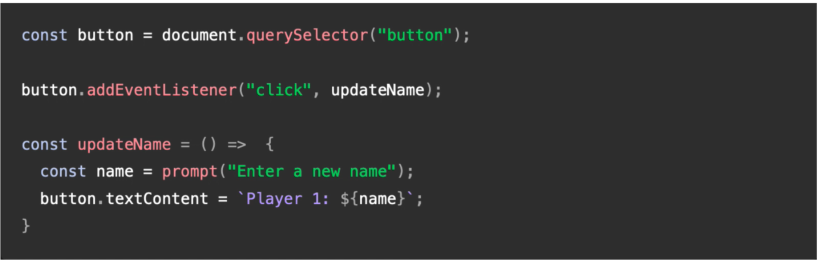 const button = document.querySelector("button");
button.addEventListener("click", updateName);
const updateName = () =>  {
  const name = prompt("Enter a new name");
  button.textContent = `Player 1: ${name}`;
}